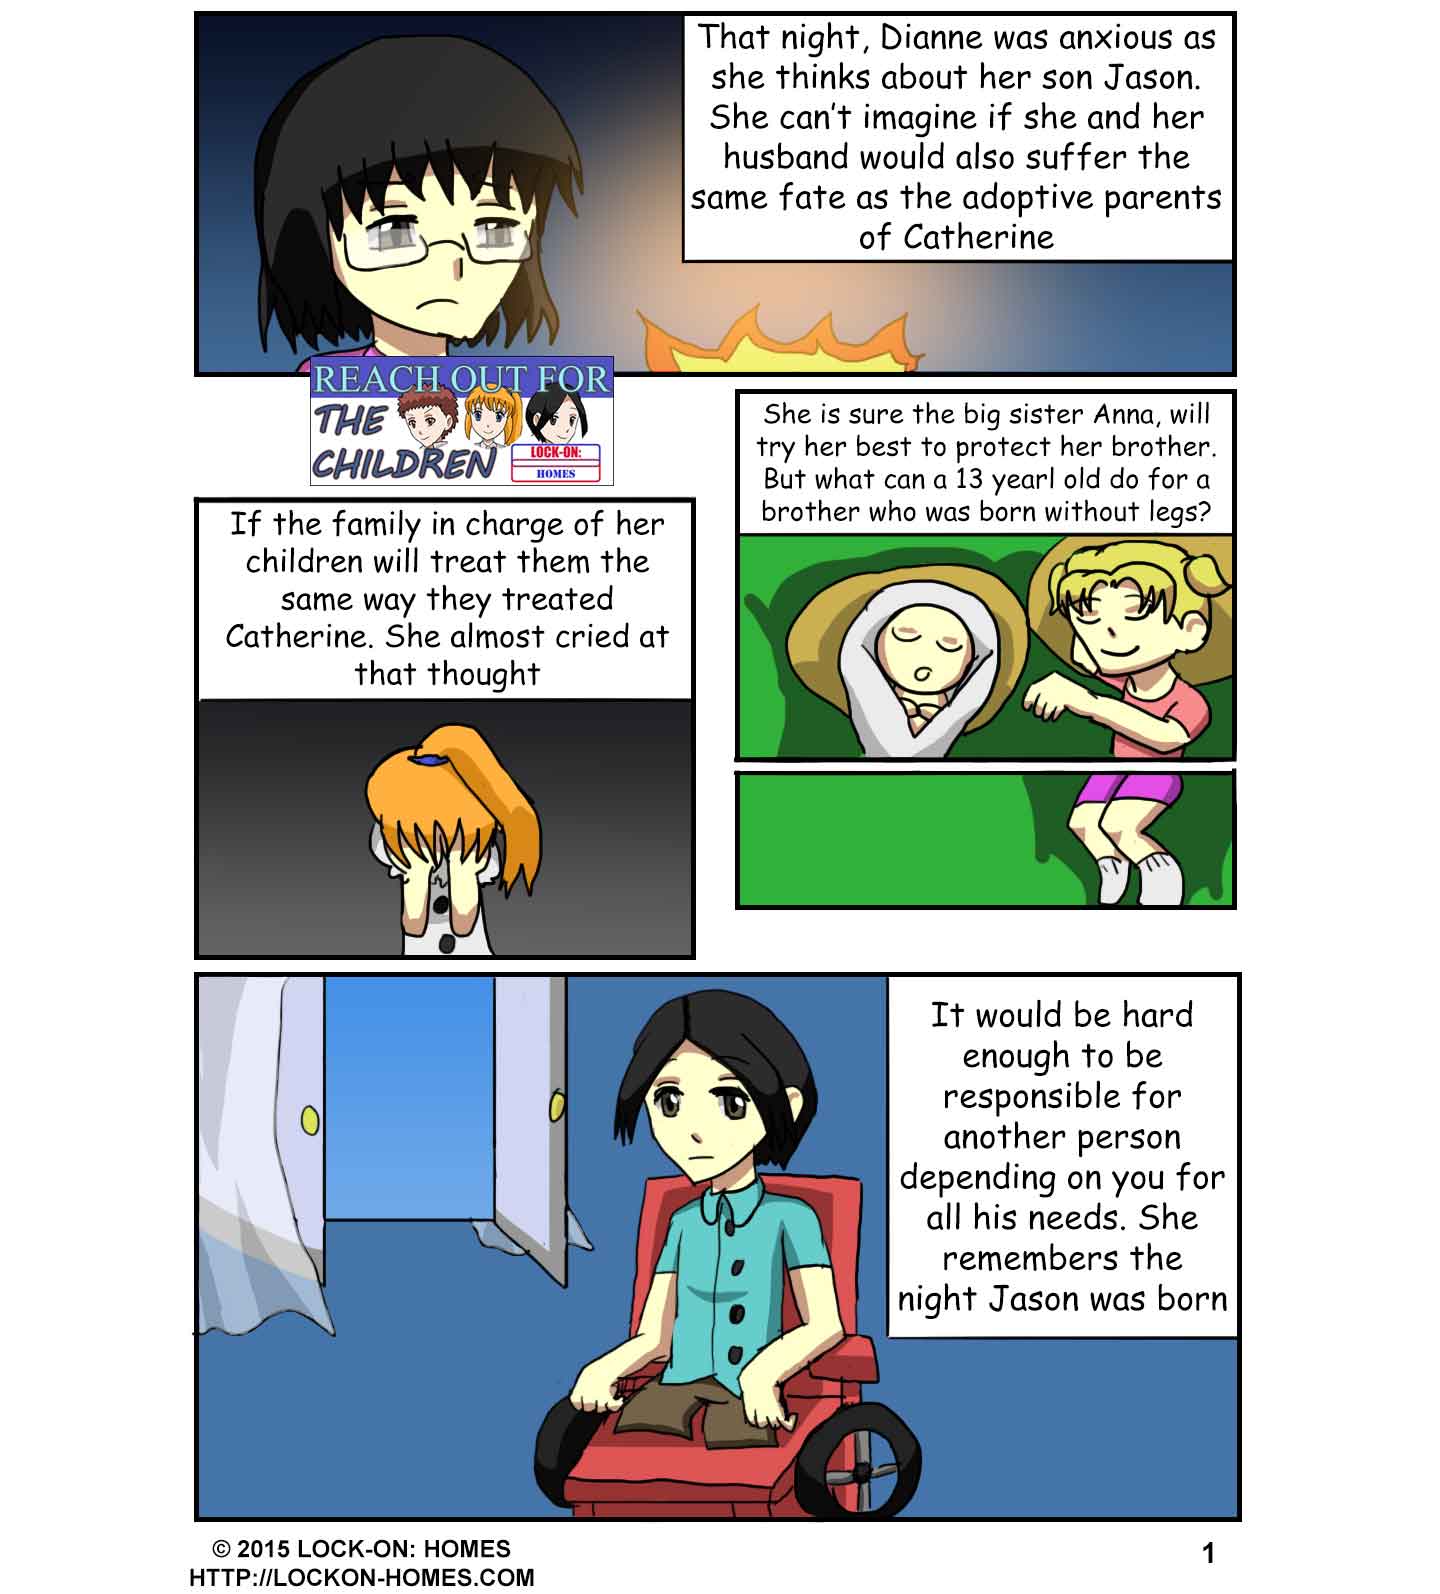 That night, Dianne was anxious as
she thinks about her son Jason.
She can't imagine if she and her
husband would also suffer the
same fate as the adoptive parents
of Catherine
REACH OUT FOR
THE
CHILDREN
LOCK-ON:
HOMES
She is sure the big sister Anna, will
try her best to protect her brother.
But what can a 13 yearl old do for a
brother who was born without legs?
If the family in charge of her
children will treat them the
same way they treated
Catherine. She almost cried at
that thought
It would be hard
enough to be
responsible for
another person
depending on you for
all his needs. She
remembers the
night Jason was born
© 2015 LOCK-ON: HOMES
HTTP://LOCKON-HOMES.COM
1